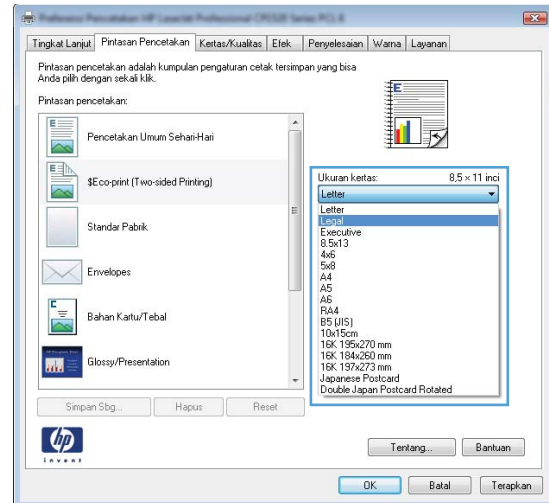 Tingkat Lanjut Pintasan Pencetakan Kertas/Kualitas Efek Penyelesaian Warna Layanan
Pintasan pencetakan adalah kumpulan pengaturan cetak tersimpan yang bisa
Anda pilih dengan sekali klik.
Pintasan pencetakan:
Pencetakan Umum Sehari-Hari
$Eco-print (Two-sided Printing)
Standar Pabrik
Envelopes
Bahan Kartu/Tebal
Glossy/Presentation
Ukuran kertas: 8,5 × 11 inci
Letter
Letter
Legal
Executive
8.5x13
4x6
5x8
A4
A5
A6
RA4
B5 (JIS)
10x15cm
16K 195x270 mm
16K 184x260 mm
16K 197x273 mm
Japanese Postcard
Double Japan Postcard Rotated
Simpan Sbg... Hapus Reset
hp
invent
Tentang... Bantuan
OK Batal Terapkan